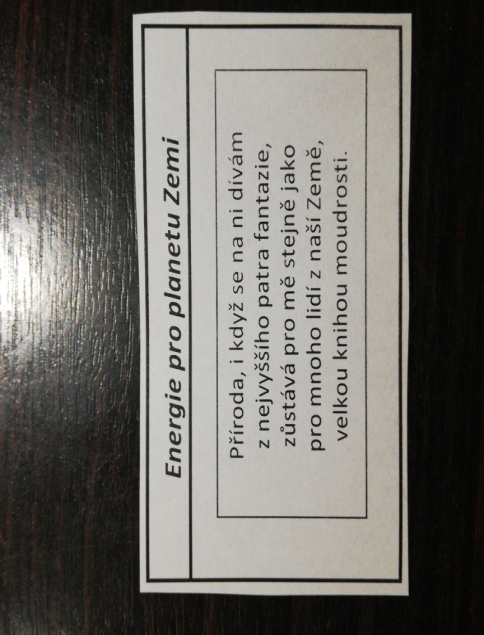 Energie pro planetu Zemi
Příroda, i když se na ni dívám
z nejvyššího patra fantazie,
zůstává pro mě stejně jako
pro mnoho lidí z naší Země,
velkou knihou moudrosti.